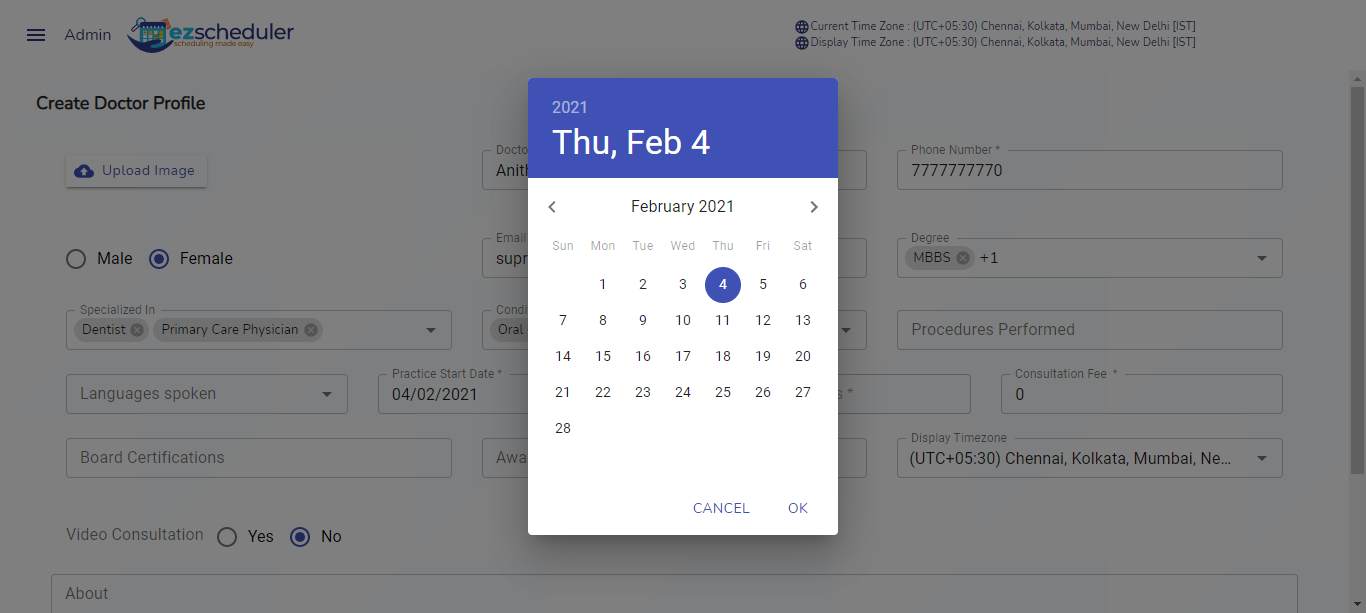 Admin
ezscheduler
scheduling made easy
Current Time Zone : (UTC+05:30) Chennai, Kolkata, Mumbai, New Delhi [IST]
Display Time Zone : (UTC+05:30) Chennai, Kolkata, Mumbai, New Delhi [IST]
Create Doctor Profile
Upload Image
Phone Number *
7777777770
Male Female
Email
Degree
MBBS +1
Specialized In
Dentist Primary Care Physician
Oral
Procedures Performed
Languages spoken
Practice Start Date *
04/02/2021
Consultation Fee *
0
Board Certifications
Display Timezone
(UTC+05:30) Chennai, Kolkata, Mumbai, Ne...
Video Consultation Yes No
About
2021
Thu, Feb 4
February 2021
Sun Mon Tue Wed Thu Fri Sat
1 2 3 4 5 6
7 8 9 10 11 12 13
14 15 16 17 18 19 20
21 22 23 24 25 26 27
28
CANCEL OK